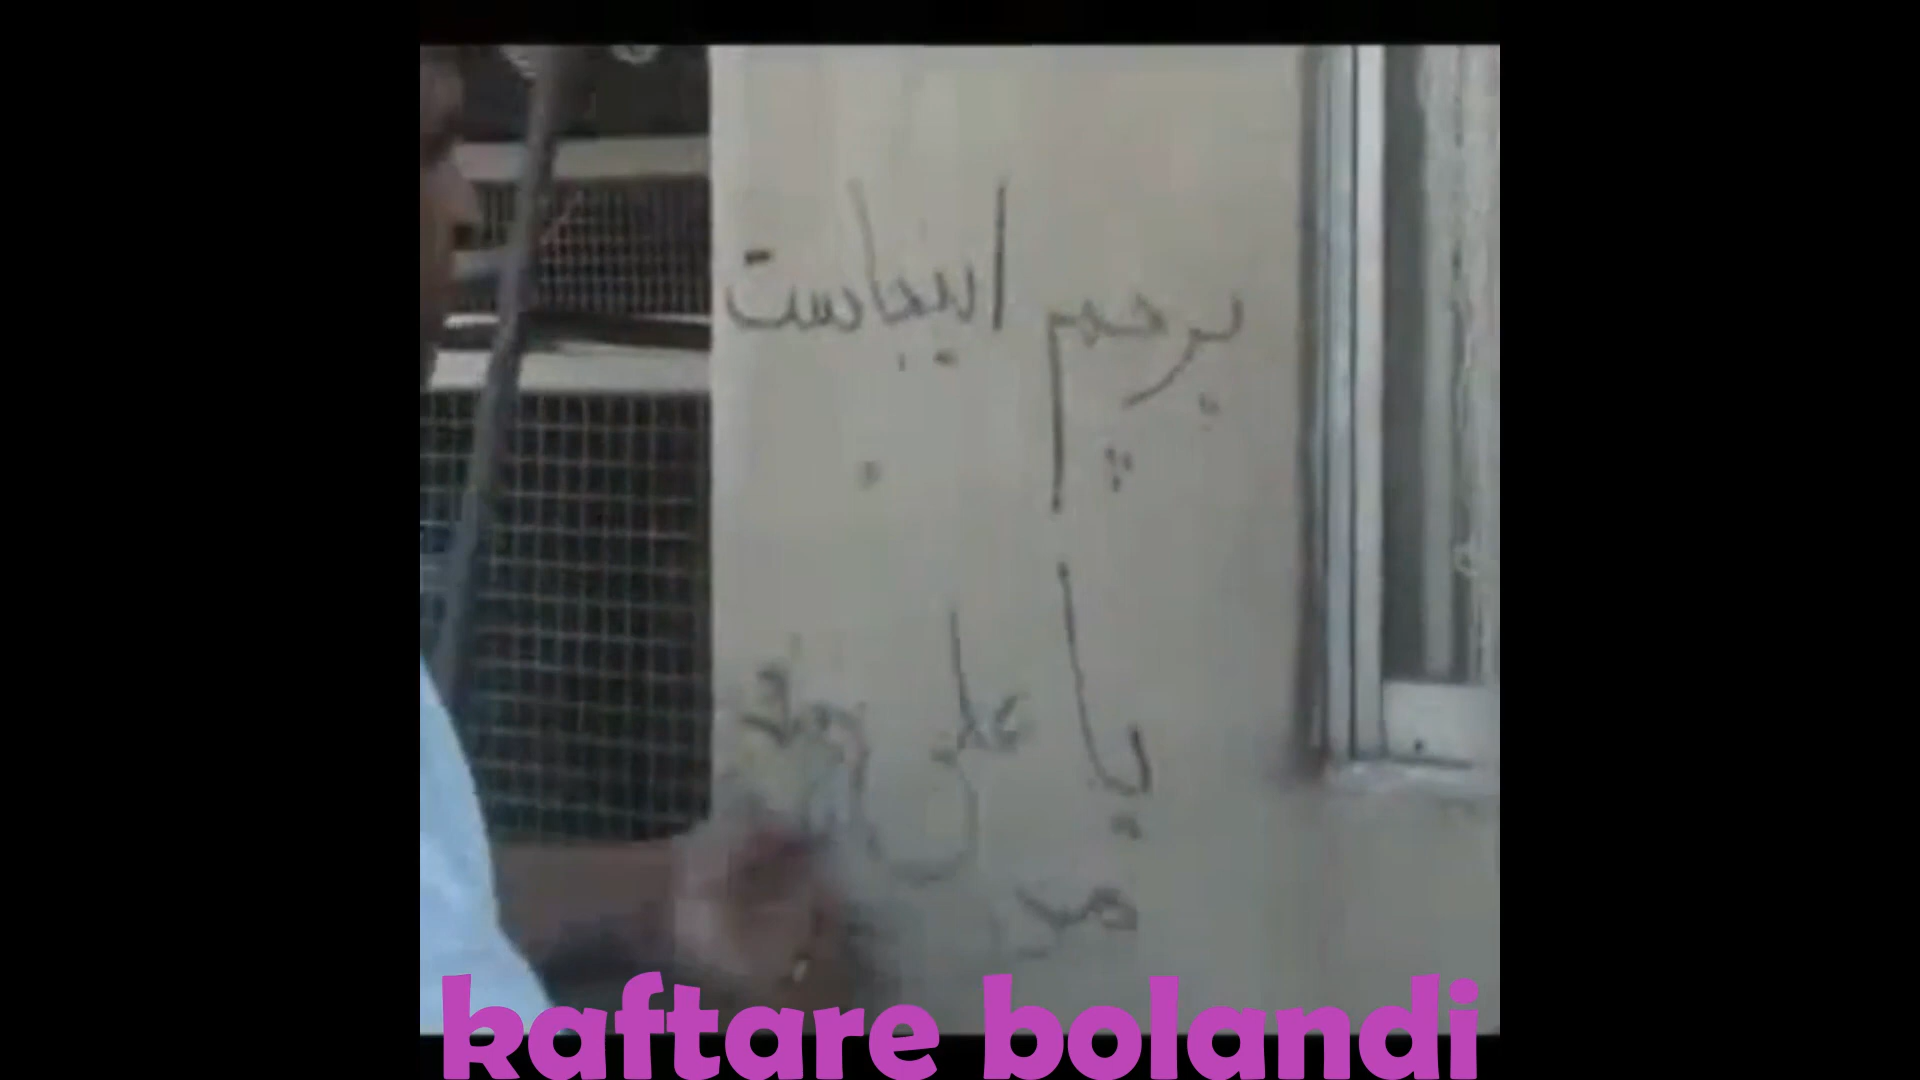 پرچم اینجاست
یا علی
kaftare bolandi